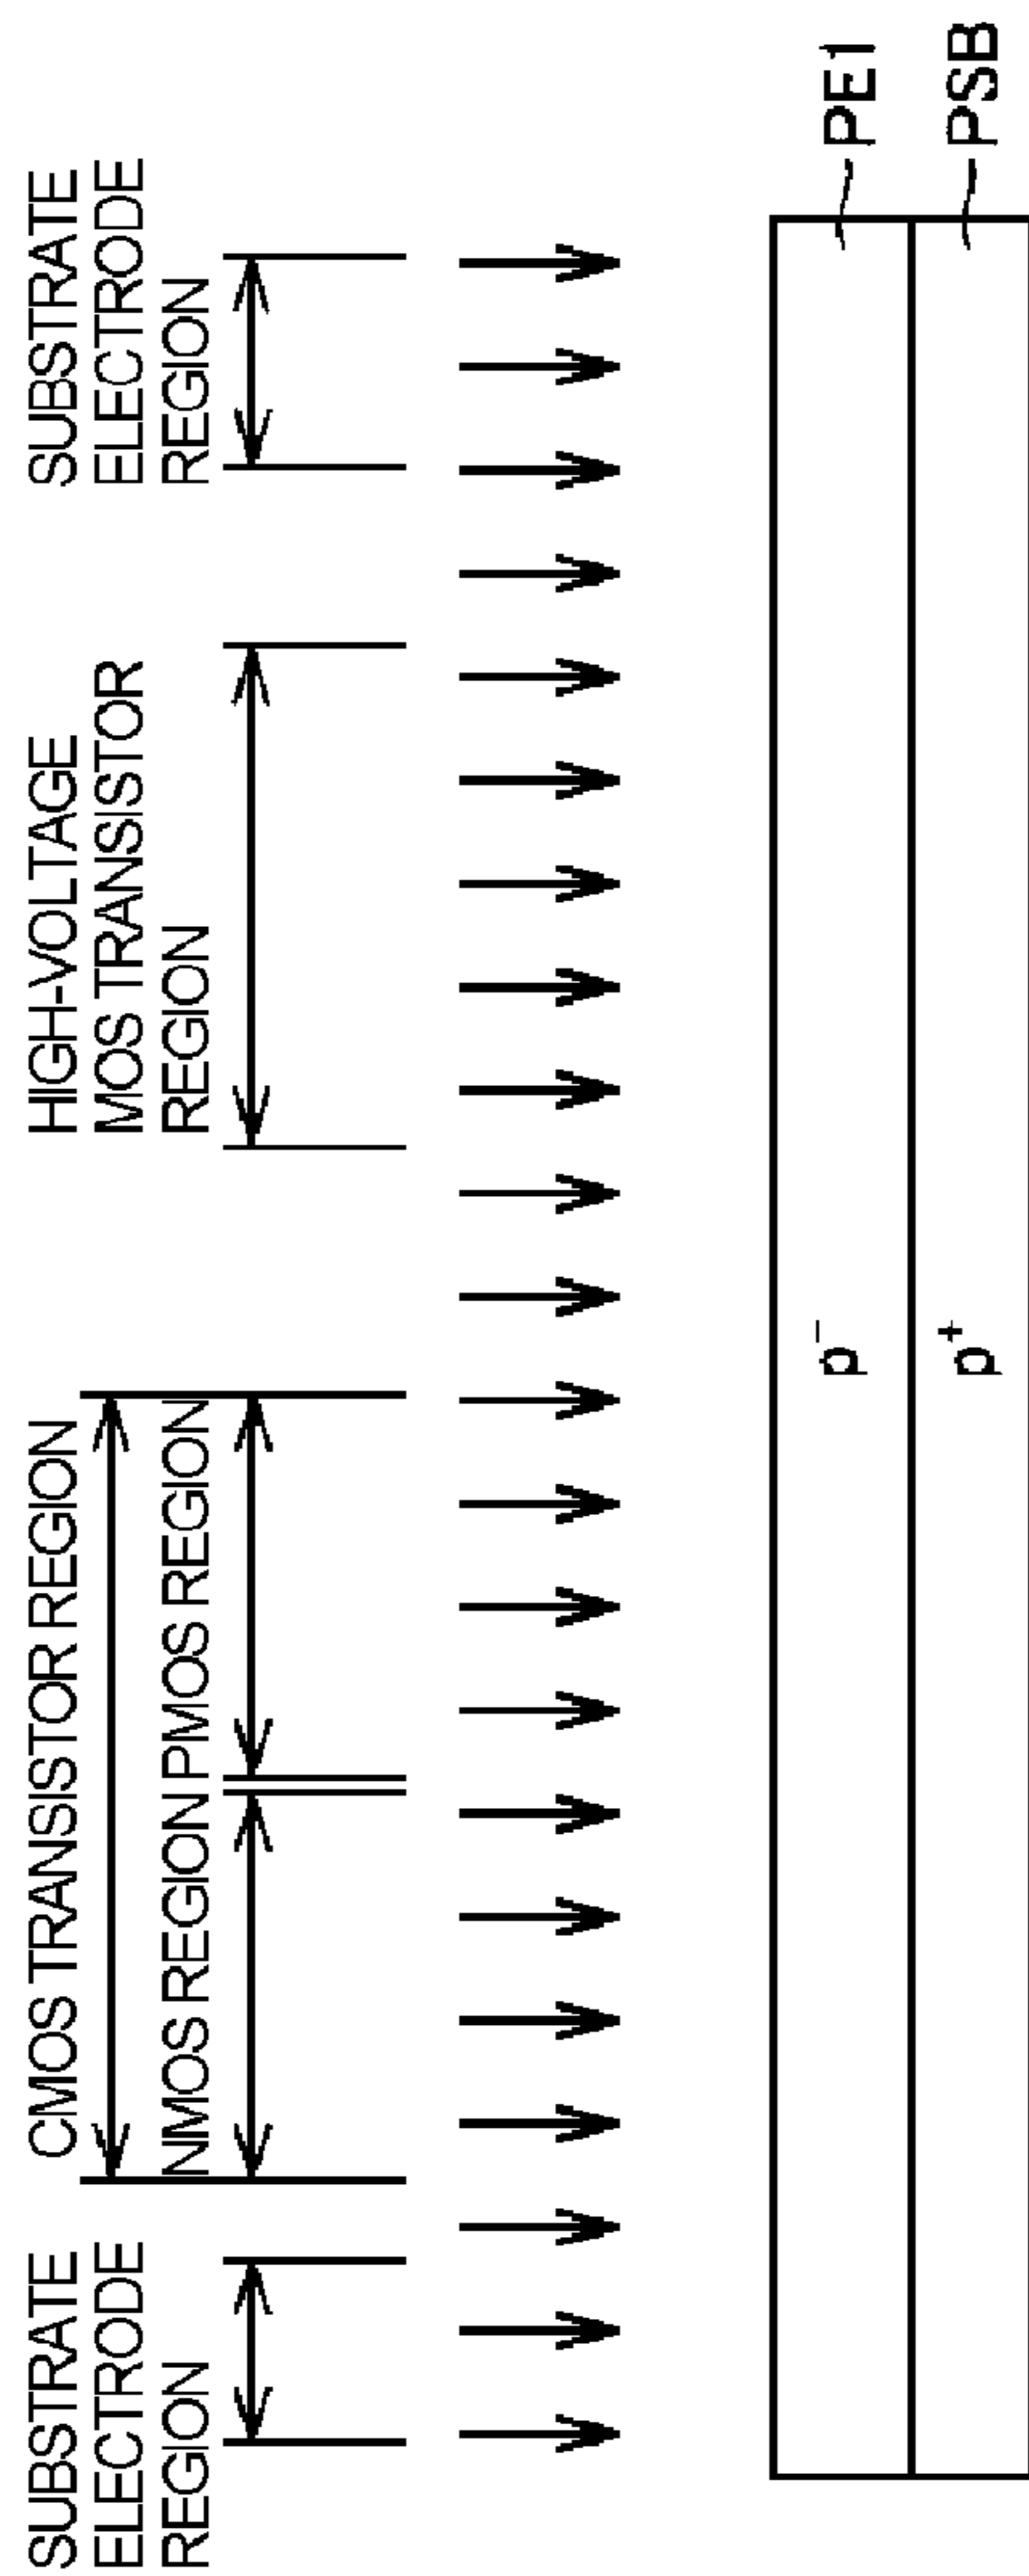 SUBSTRATE
ELECTRODE
REGION
CMOS TRANSISTOR REGION
NMOS REGION
PMOS REGION
HIGH-VOLTAGE
MOS TRANSISTOR
REGION
SUBSTRATE
ELECTRODE
REGION
p⁻
PE1
p⁺
PSB